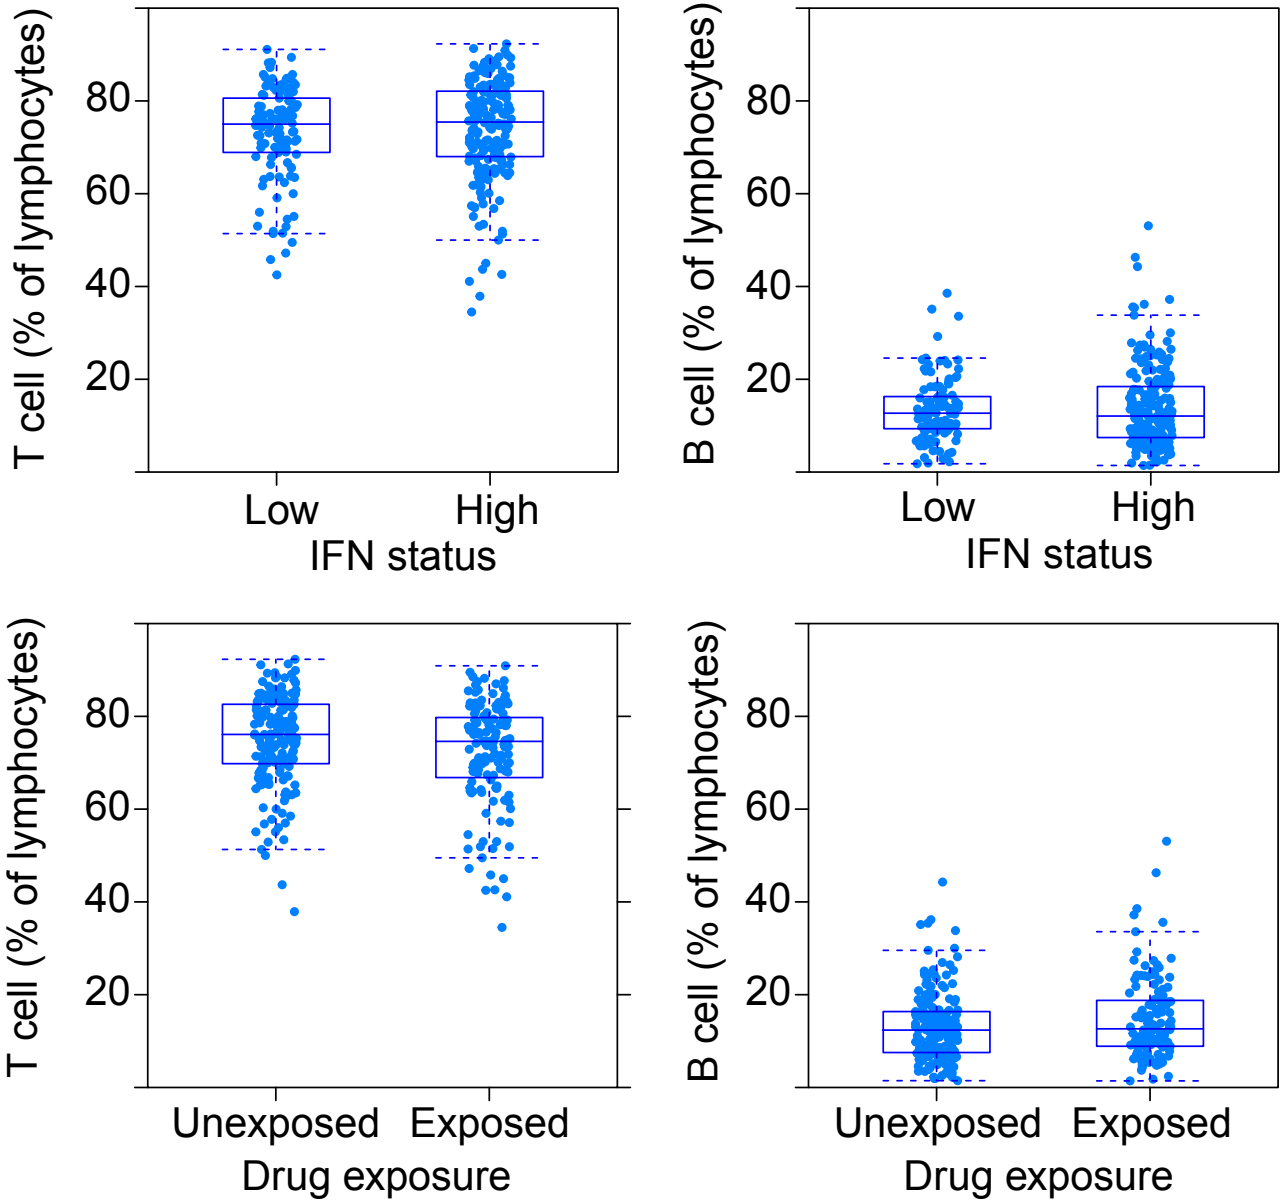 T cell (% of lymphocytes)
80
60
40
20
Low High
IFN status
B cell (% of lymphocytes)
80
60
40
20
Low High
IFN status
T cell (% of lymphocytes)
80
60
40
20
Unexposed Exposed
Drug exposure
B cell (% of lymphocytes)
80
60
40
20
Unexposed Exposed
Drug exposure